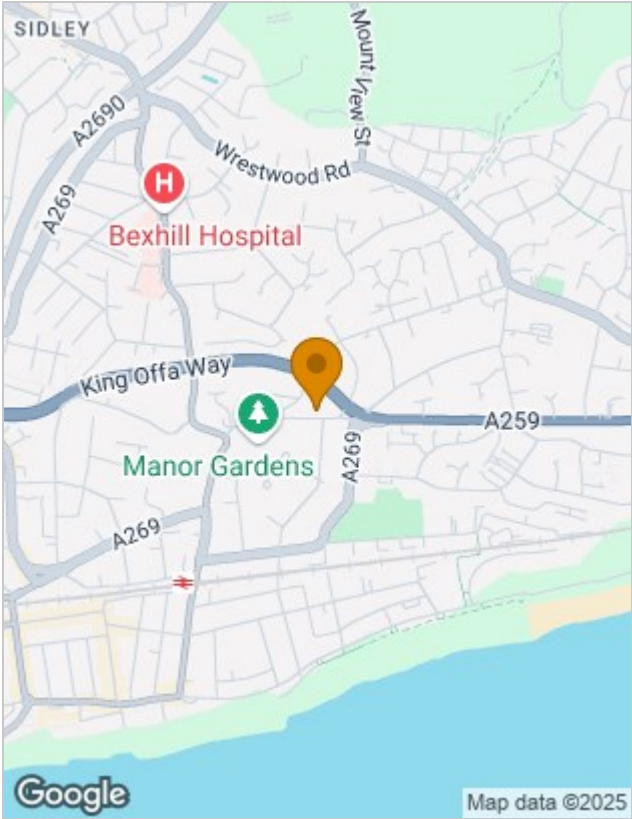 SIDLEY
Mount View St
A2690
Wrestwood Rd
A269
H
Bexhill Hospital
King Offa Way
A259
Manor Gardens
A269
A269
Google
Map data ©2025